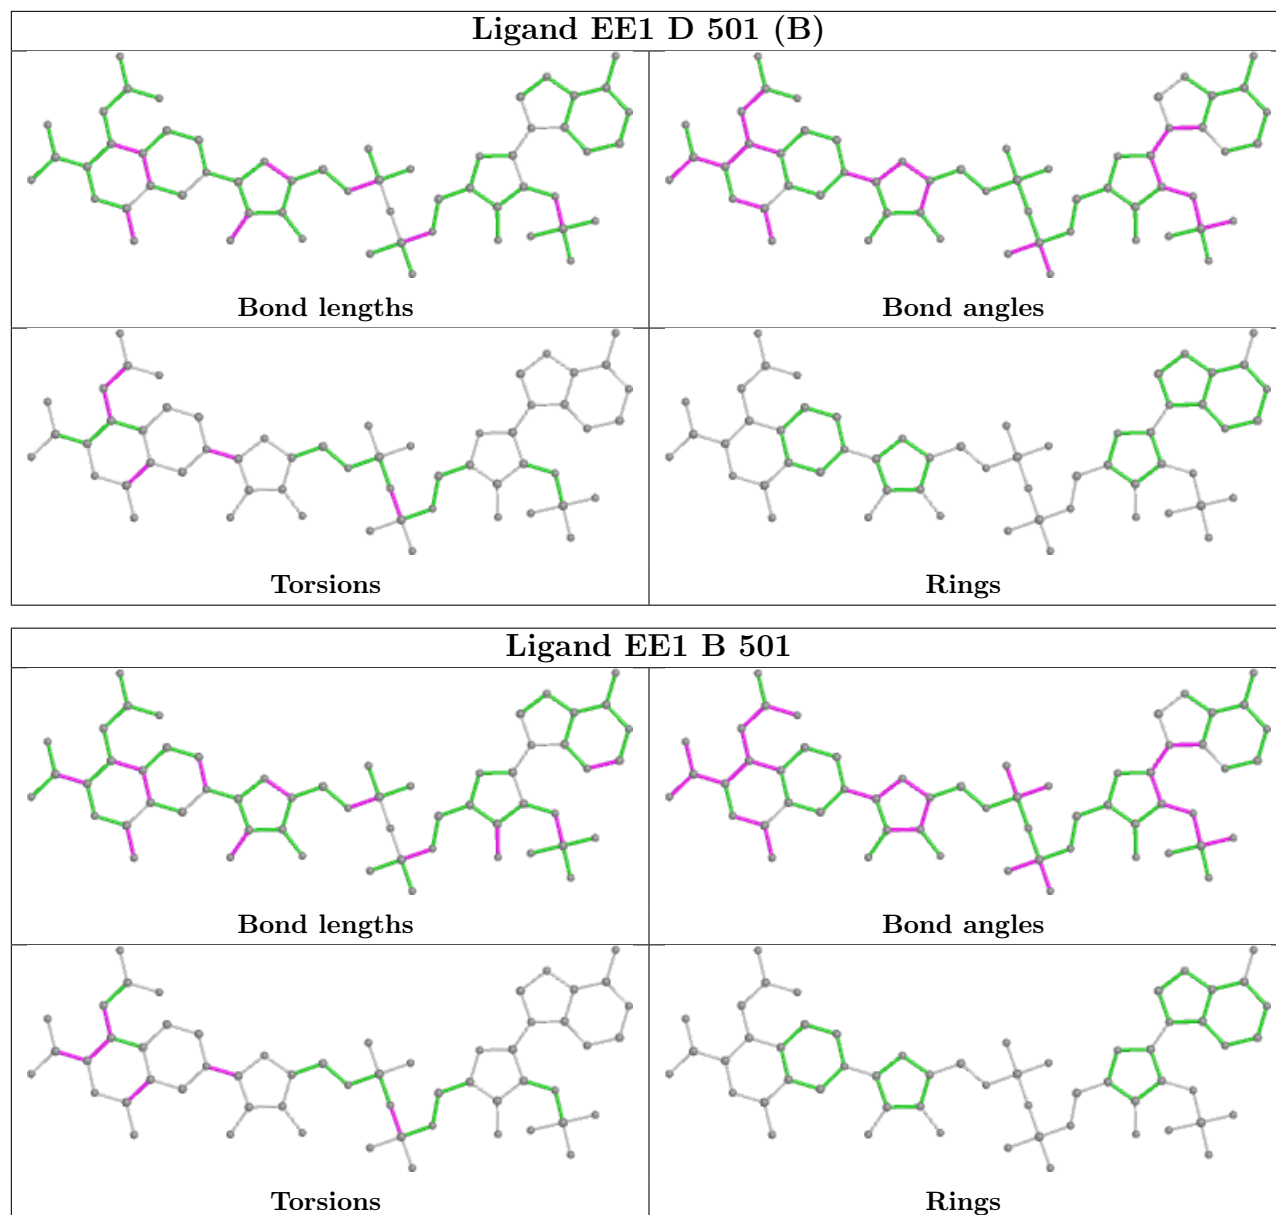 Ligand EE1 D 501 (B)
Bond lengths
Bond angles
Torsions
Rings
Ligand EE1 B 501
Bond lengths
Bond angles
Torsions
Rings